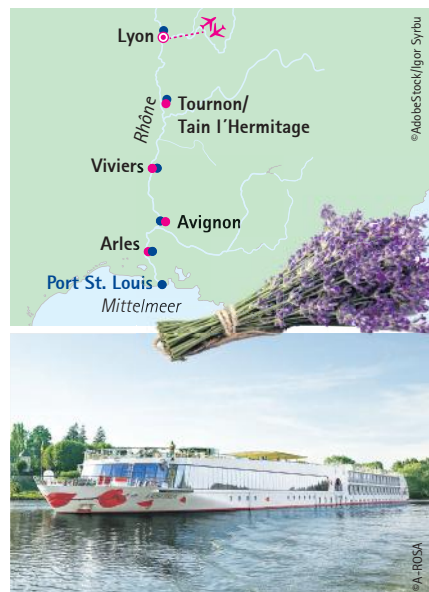 Lyon
©AdobeStock/Igor Syrbu
Rhône
Tournon/
Tain l´Hermitage
Viviers
Avignon
Arles
Port St. Louis
Mittelmeer
©A-ROSA